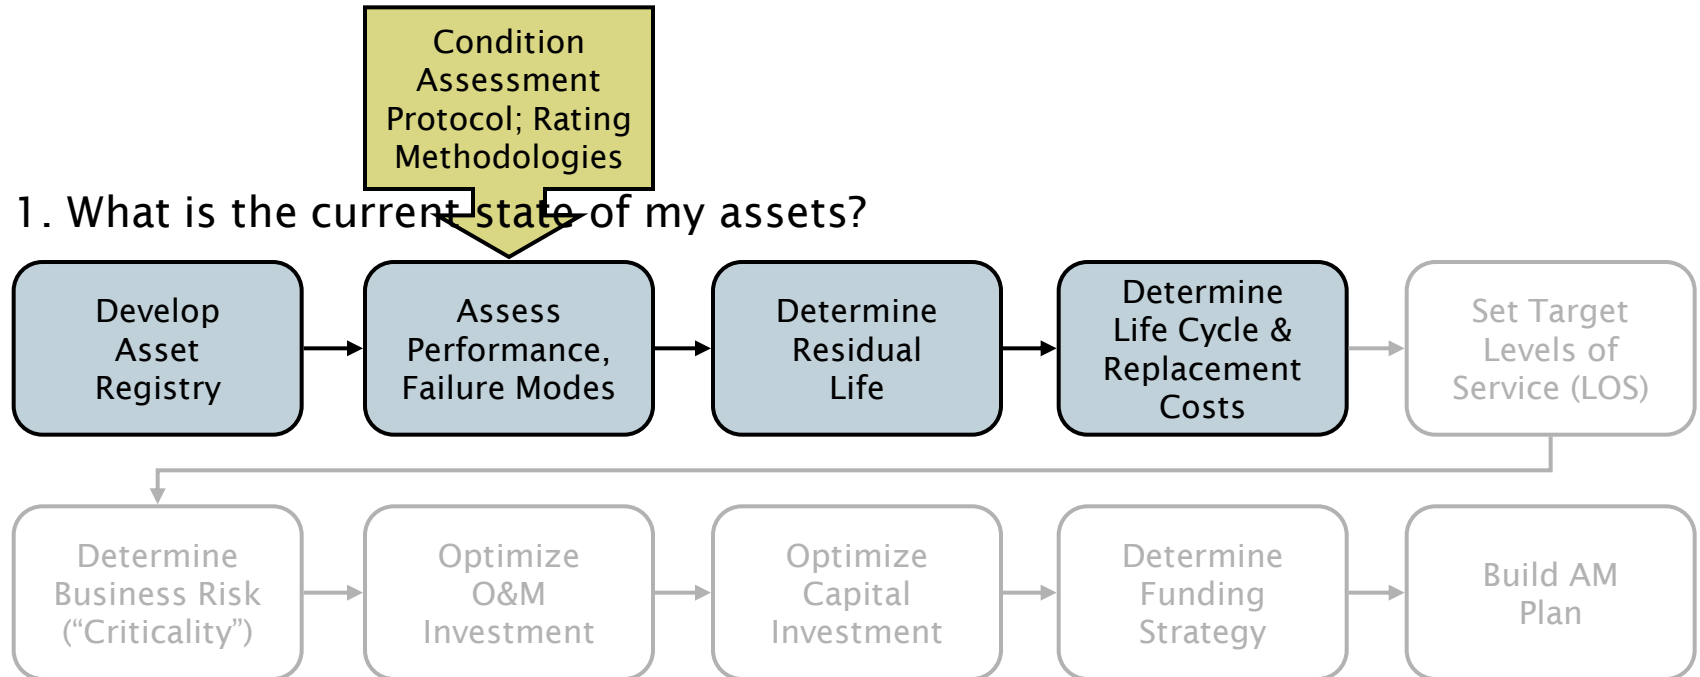 Condition
Assessment
Protocol; Rating
Methodologies
1. What is the current state of my assets?
Develop
Asset
Registry
Assess
Performance,
Failure Modes
Determine
Residual
Life
Determine
Life Cycle &
Replacement
Costs
Set Target
Levels of
Service (LOS)
Determine
Business Risk
(“Criticality”)
Optimize
O&M
Investment
Optimize
Capital
Investment
Determine
Funding
Strategy
Build AM
Plan